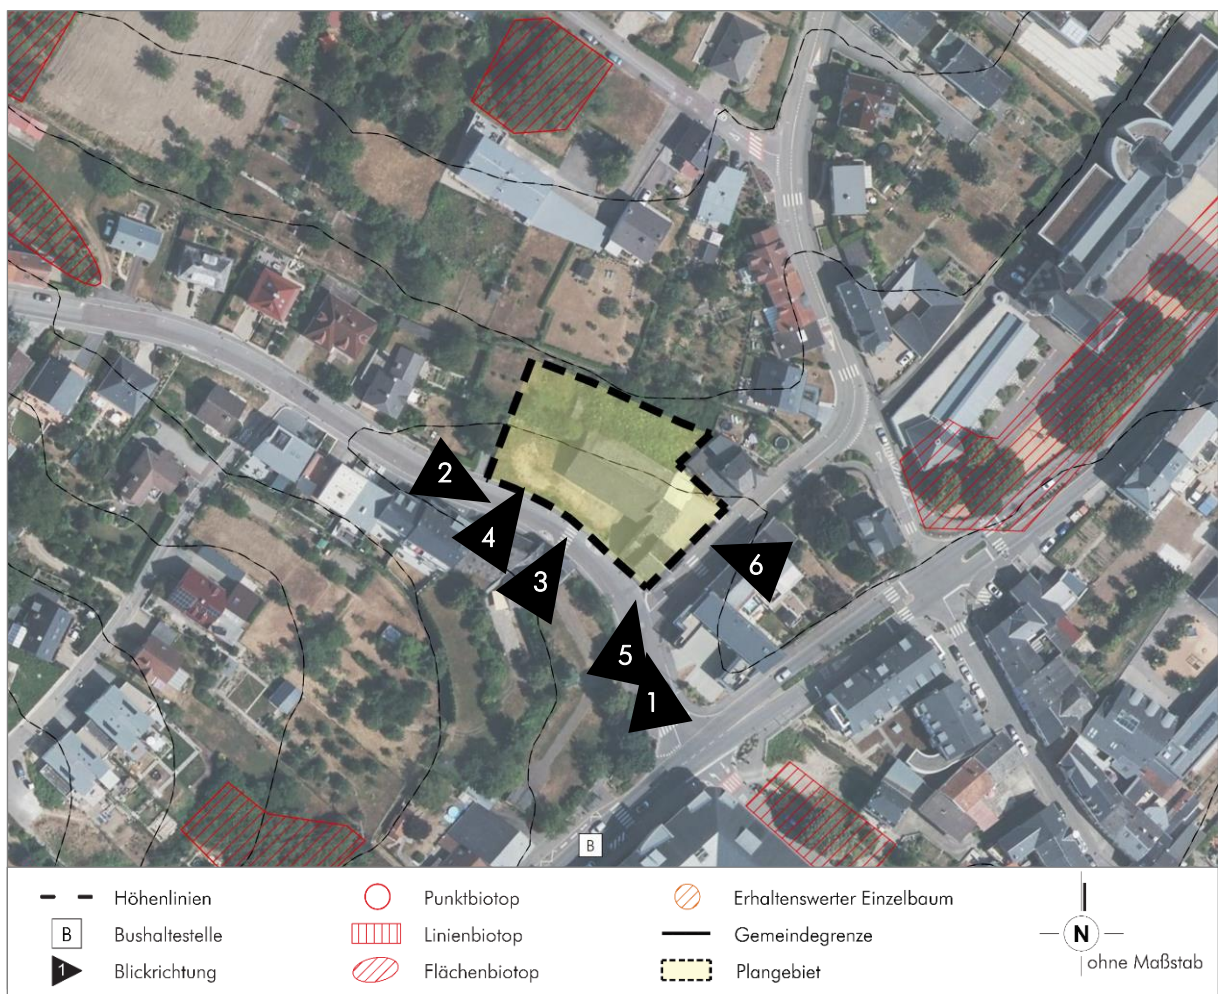 2
4
3
6
5
1
B
Höhenlinien
Punktbiotop
Erhaltenswerter Einzelbaum
B
Bushaltestelle
Linienbiotop
Gemeindegrenze
N
1
Blickrichtung
Flächenbiotop
Plangebiet
ohne Maßstab